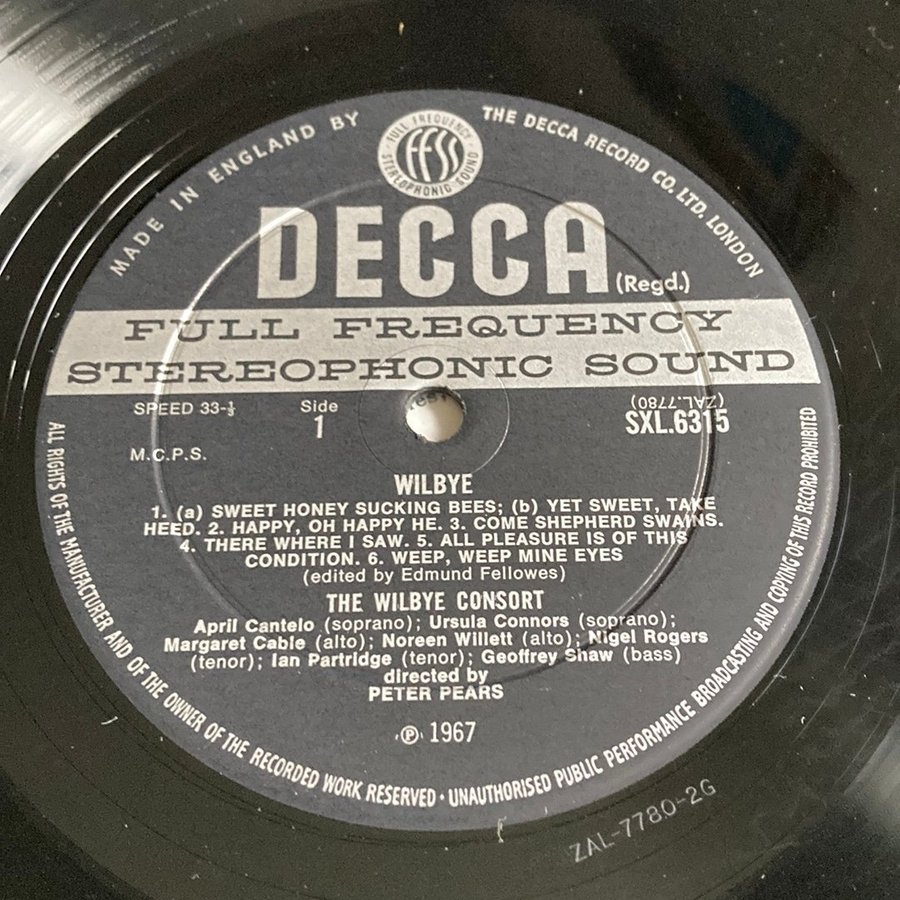 MADE IN ENGLAND BY
THE DECCA RECORD CO. LTD. LONDON
FULL FREQUENCY
FFSS
STEREOPHONIC SOUND
DECCA (Regd.)
FULL FREQUENCY
STEREOPHONIC SOUND
SPEED 33-⅓
Side
1
(ZAL.7780)
SXL.6315
M.C.P.S.
WILBYE
1. (a) SWEET HONEY SUCKING BEES; (b) YET SWEET, TAKE
HEED. 2. HAPPY, OH HAPPY HE. 3. COME SHEPHERD SWAINS.
4. THERE WHERE I SAW. 5. ALL PLEASURE IS OF THIS
CONDITION. 6. WEEP, WEEP MINE EYES
(edited by Edmund Fellowes)
THE WILBYE CONSORT
April Cantelo (soprano); Ursula Connors (soprano);
Margaret Cable (alto); Noreen Willett (alto); Nigel Rogers
(tenor); Ian Partridge (tenor); Geoffrey Shaw (bass)
directed by
PETER PEARS
℗ 1967
ALL RIGHTS OF THE MANUFACTURER AND OF THE OWNER OF THE RECORDED WORK RESERVED · UNAUTHORISED PUBLIC PERFORMANCE BROADCASTING AND COPYING OF THIS RECORD PROHIBITED
ZAL-7780-2G